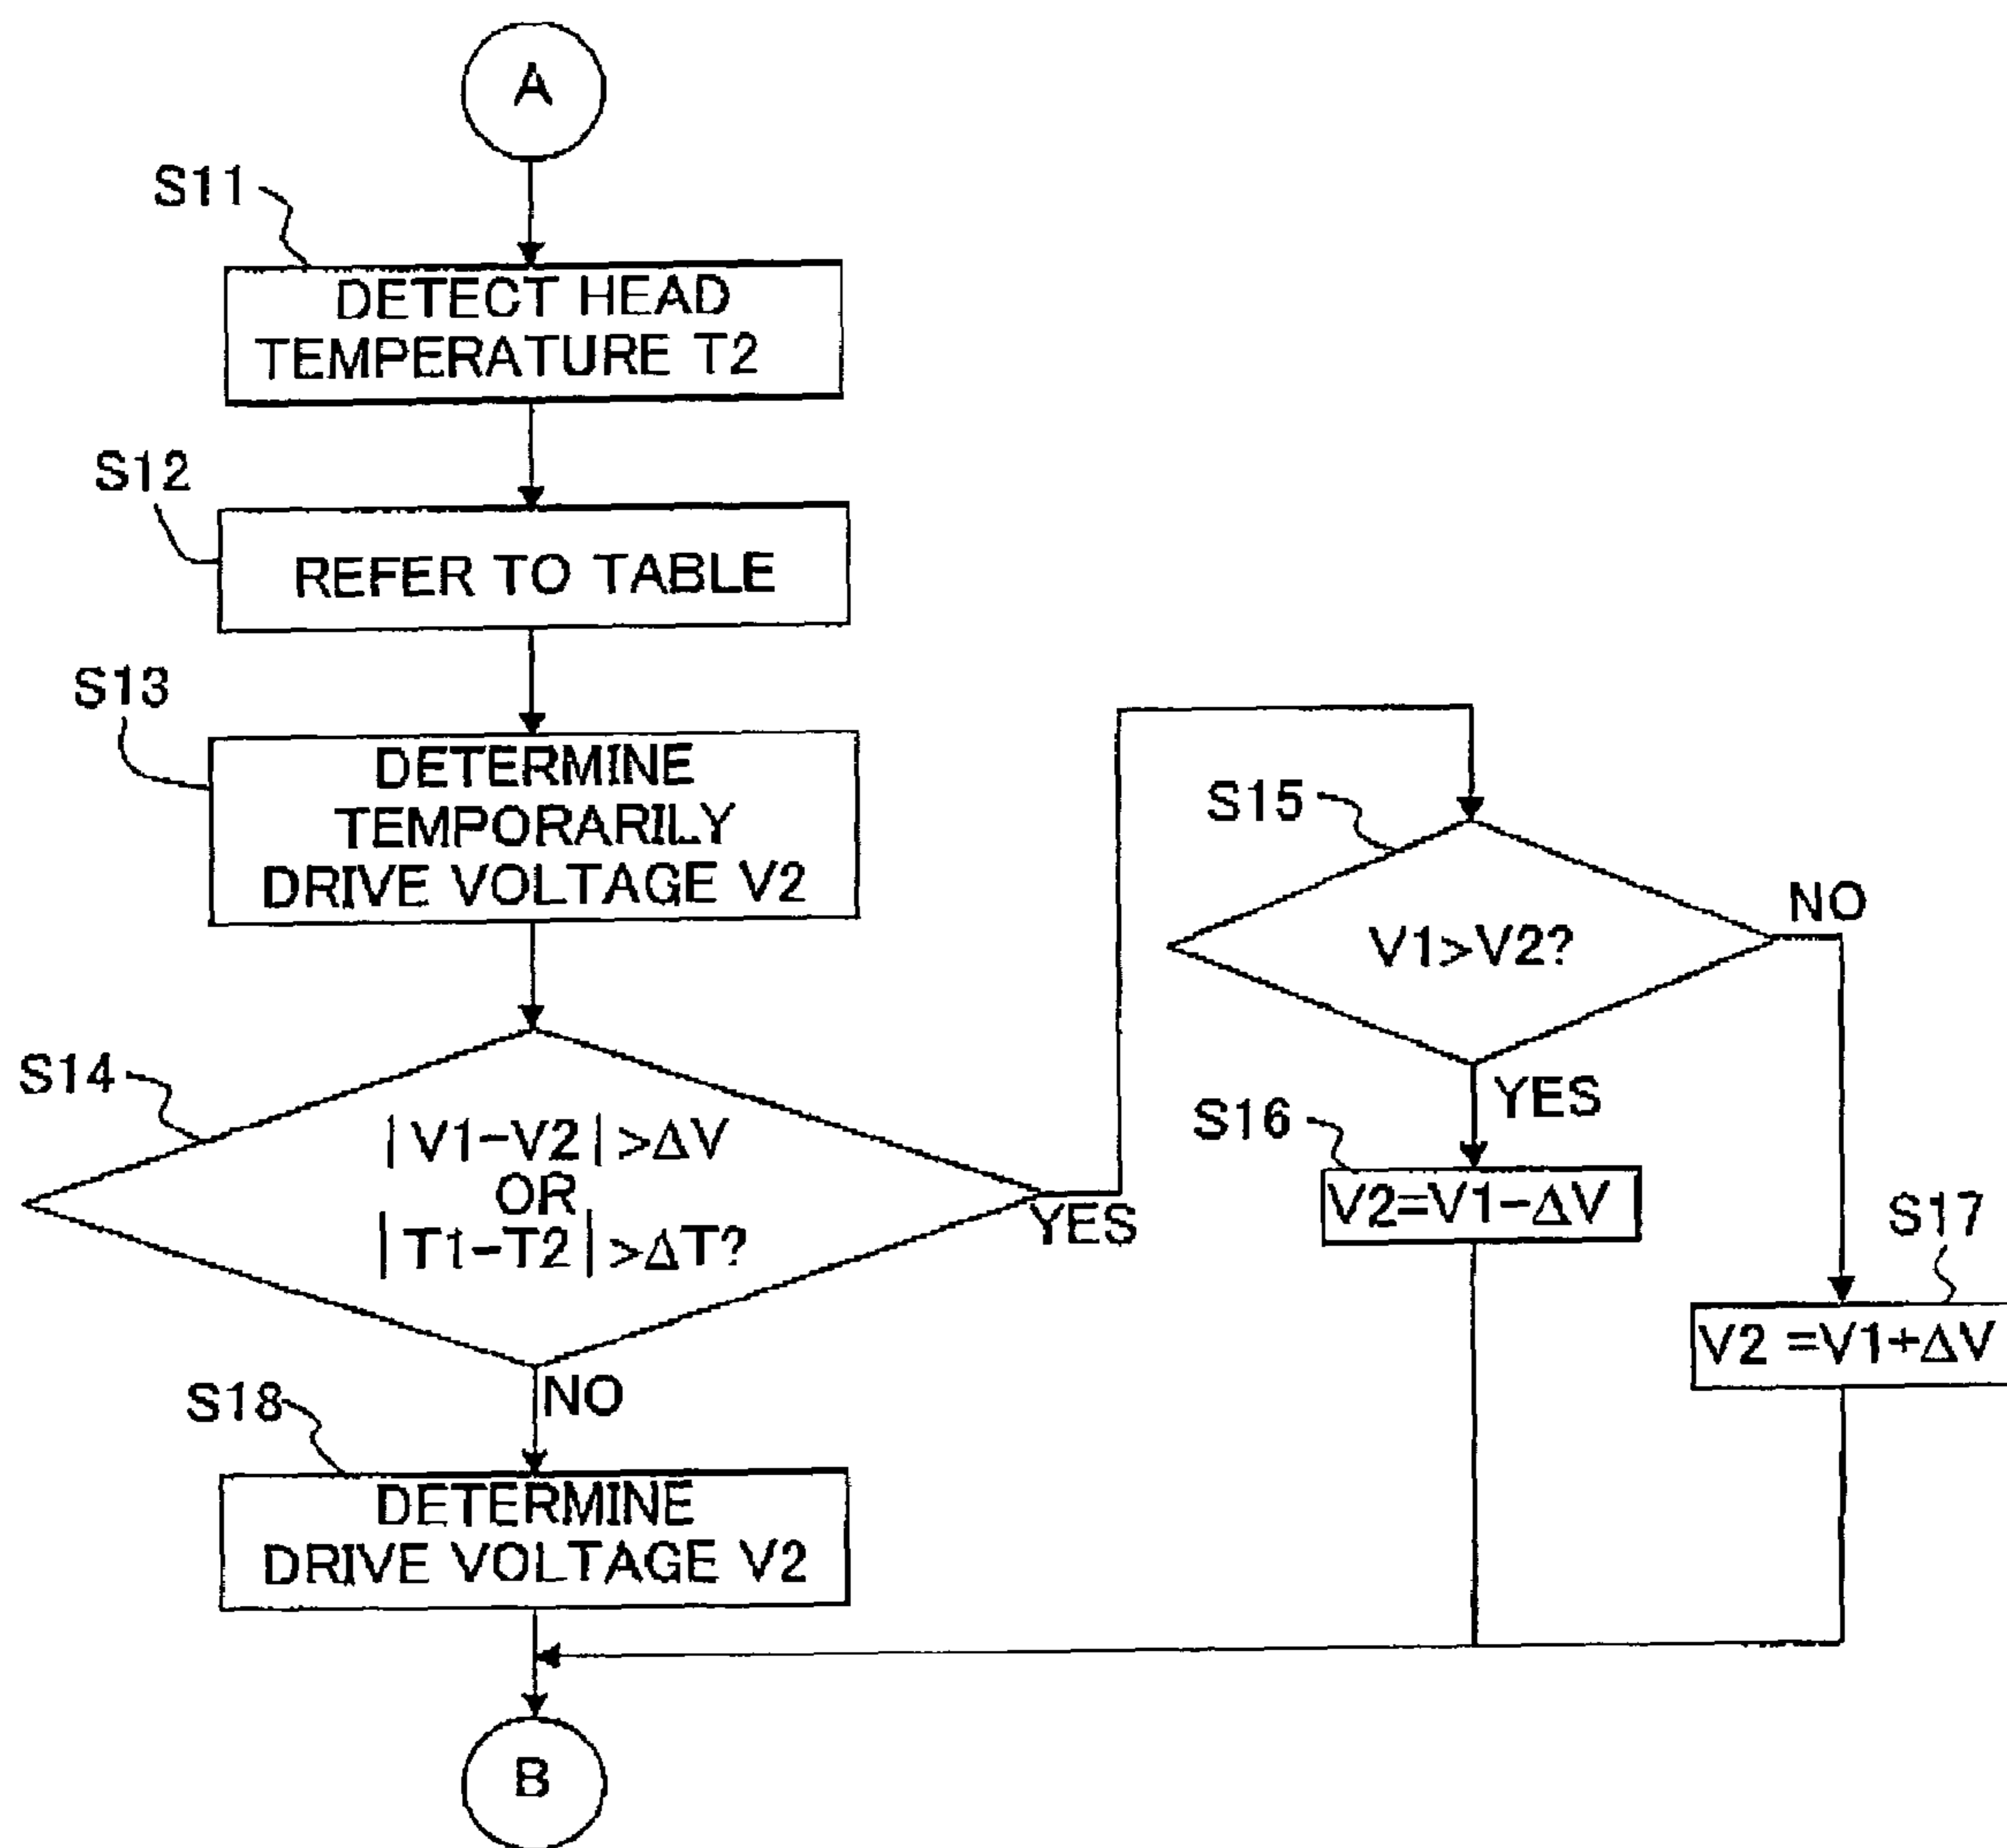 A
S11
DETECT HEAD
TEMPERATURE T2
S12
REFER TO TABLE
S13
DETERMINE
TEMPORARILY
DRIVE VOLTAGE V2
S14
|V1-V2|>ΔV
OR
|T1-T2|>ΔT?
YES
NO
S15
V1>V2?
NO
YES
S16
V2=V1-ΔV
S17
V2 =V1+ΔV
S18
DETERMINE
DRIVE VOLTAGE V2
B